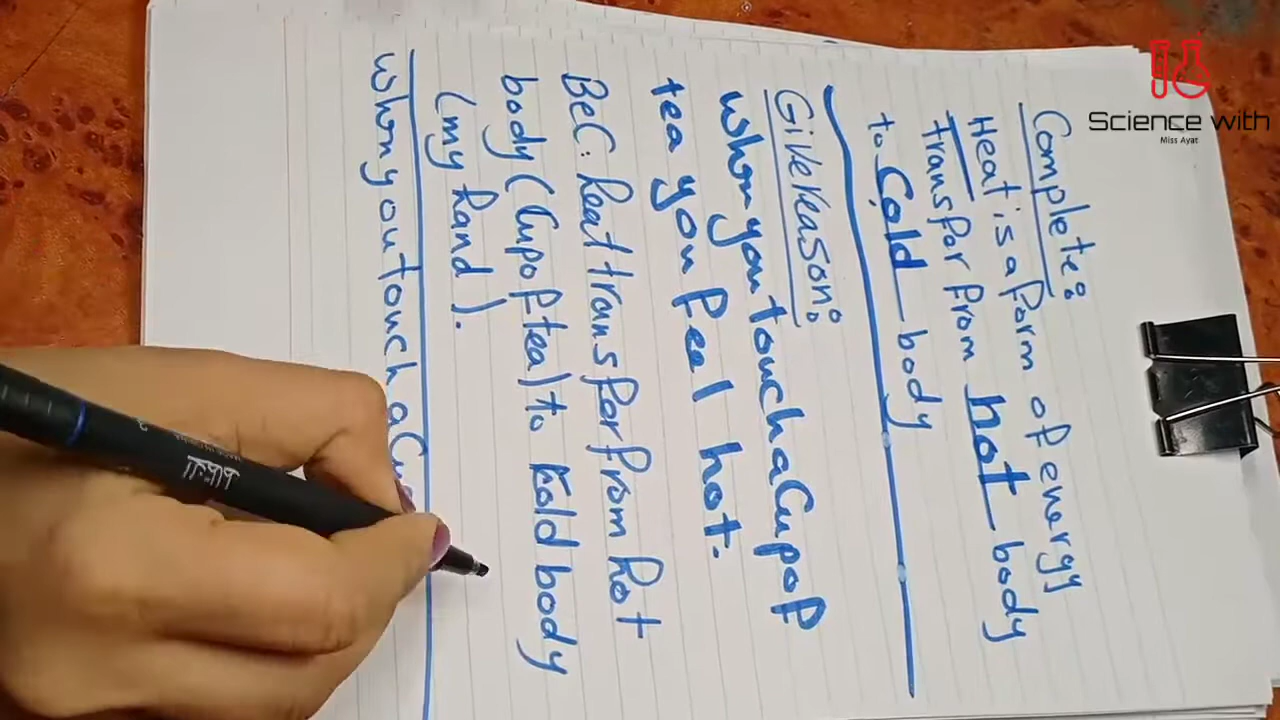 Science with
Miss Ayat
Complete:
Heat is a form of energy
transfer from hot body
to Cold body
Give reason:
when you touch a Cup of
tea you feel hot.
BeC: heat transfer from hot
body (Cup of tea) to Cold body
(my hand).
when you touch a